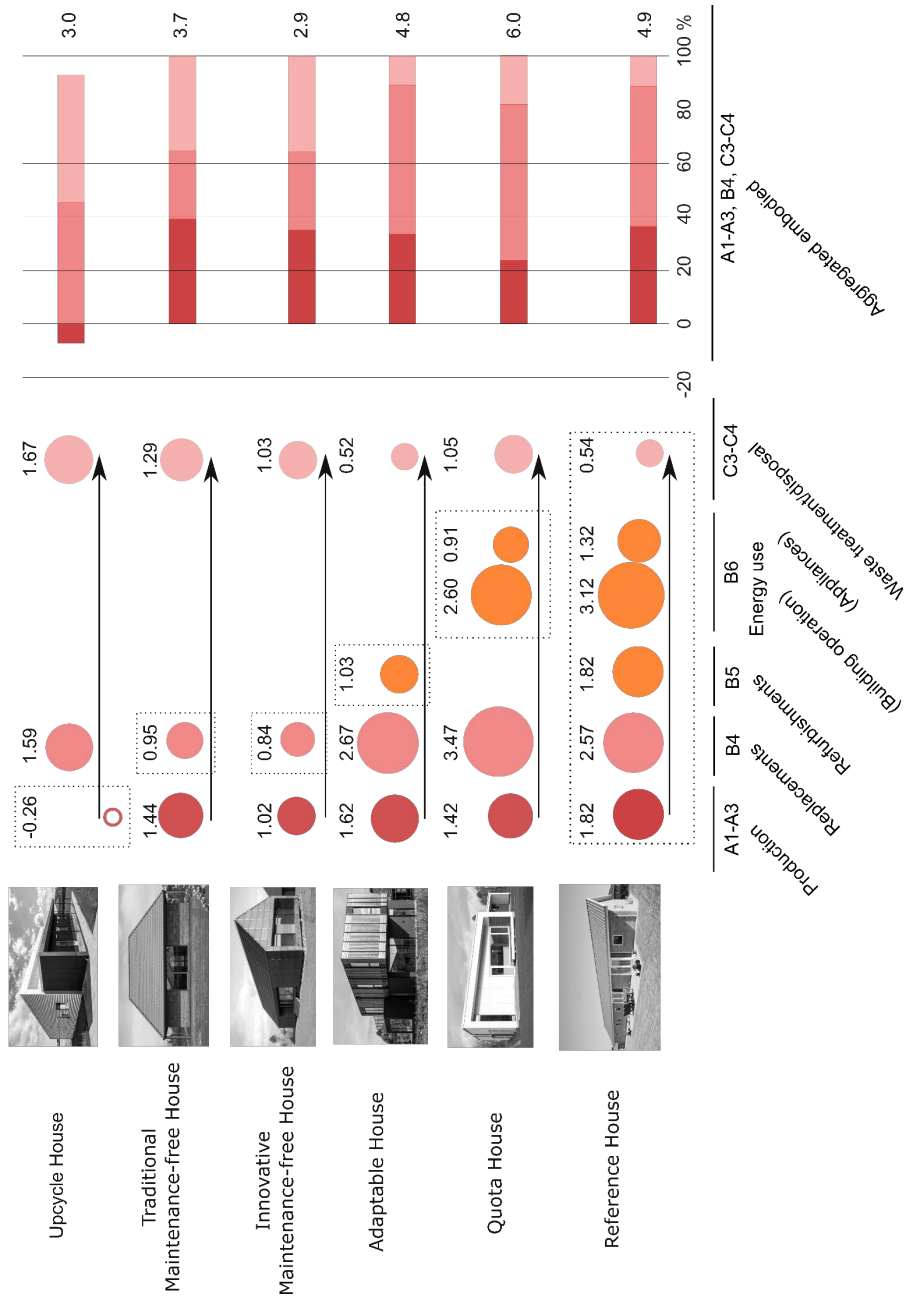 Upcycle House
-0.26
1.59
1.67
3.0
Traditional
Maintenance-free House
1.44
0.95
1.29
3.7
Innovative
Maintenance-free House
1.02
0.84
1.03
2.9
Adaptable House
1.62
2.67
1.03
0.52
4.8
Quota House
1.42
3.47
2.60
0.91
1.05
6.0
Reference House
1.82
2.57
1.82
3.12
1.32
0.54
4.9
-20
0
20
40
60
80
100 %
A1-A3
B4
B5
B6
C3-C4
A1-A3, B4, C3-C4
Production
Replacements
Refurbishments
Energy use
(Building operation)
(Appliances)
Waste treatment/disposal
Aggregated embodied